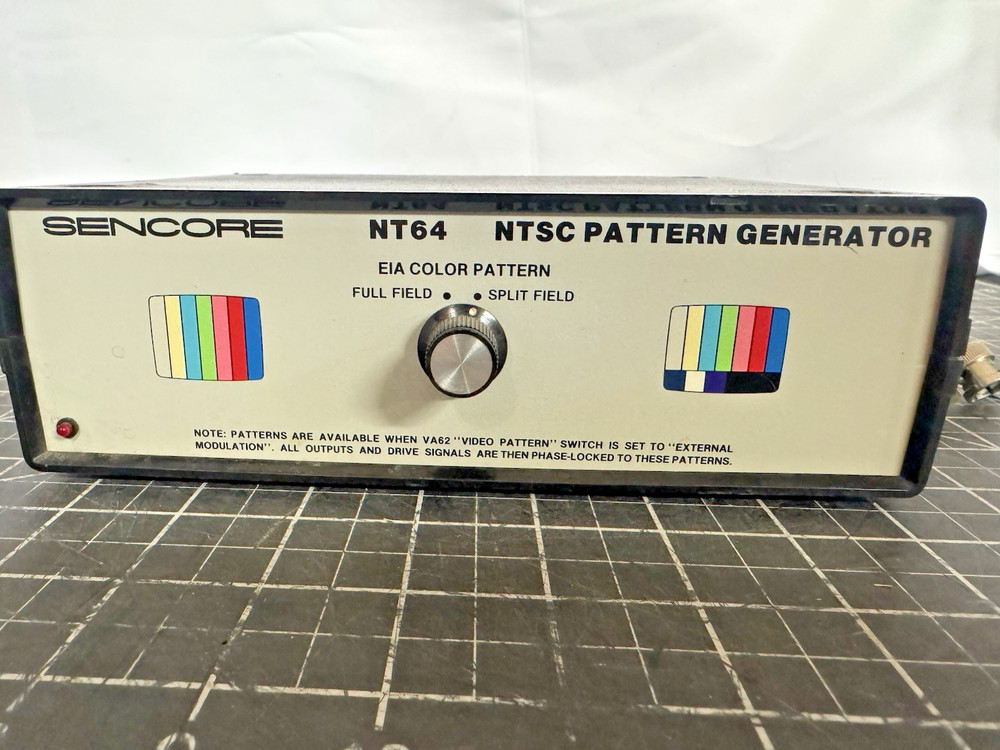 SENCORE NT64 NTSC PATTERN GENERATOR
EIA COLOR PATTERN
FULL FIELD SPLIT FIELD
NOTE: PATTERNS ARE AVAILABLE WHEN VA62 "VIDEO PATTERN" SWITCH IS SET TO "EXTERNAL
MODULATION". ALL OUTPUTS AND DRIVE SIGNALS ARE THEN PHASE-LOCKED TO THESE PATTERNS.